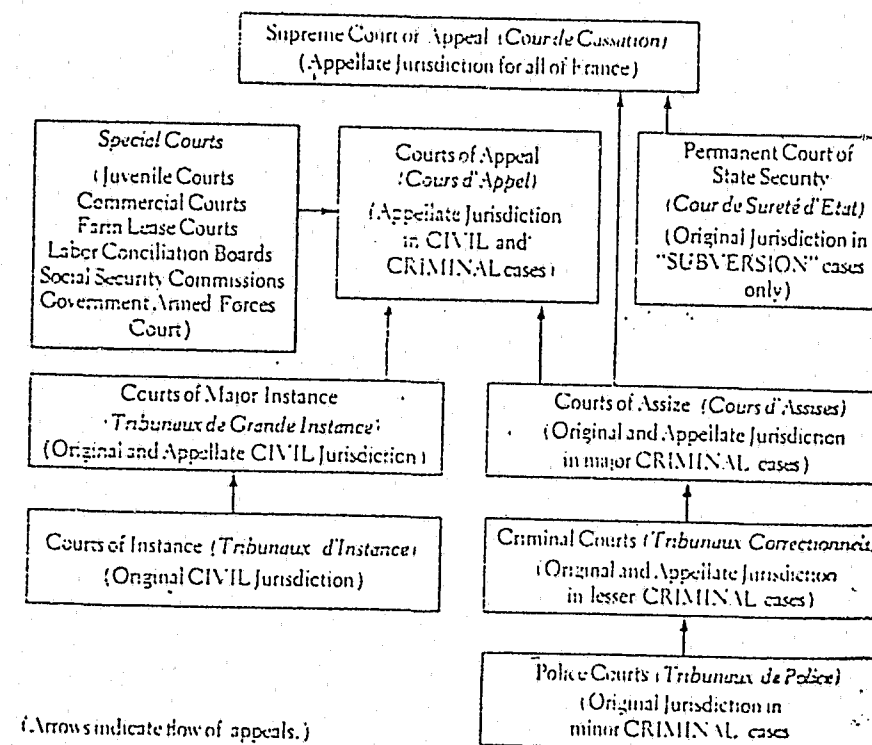 Supreme Court of Appeal (Cour de Cassation)
(Appellate Jurisdiction for all of France)
Special Courts
(Juvenile Courts
Commercial Courts
Farm Lease Courts
Labor Conciliation Boards
Social Security Commissions
Government Armed Forces
Court)
Courts of Appeal
(Cours d'Appel)
(Appellate Jurisdiction
in CIVIL and
CRIMINAL cases)
Permanent Court of
State Security
(Cour de Sureté d'Etat)
(Original Jurisdiction in
"SUBVERSION" cases
only)
Courts of Major Instance
(Tribunaux de Grande Instance)
(Original and Appellate CIVIL Jurisdiction)
Courts of Assize (Cours d'Assises)
(Original and Appellate Jurisdiction
in major CRIMINAL cases)
Courts of Instance (Tribunaux d'Instance)
(Original CIVIL Jurisdiction)
Criminal Courts (Tribunaux Correctionnels)
(Original and Appellate Jurisdiction
in lesser CRIMINAL cases)
Police Courts (Tribunaux de Police)
(Original Jurisdiction in
minor CRIMINAL cases
(Arrows indicate flow of appeals.)